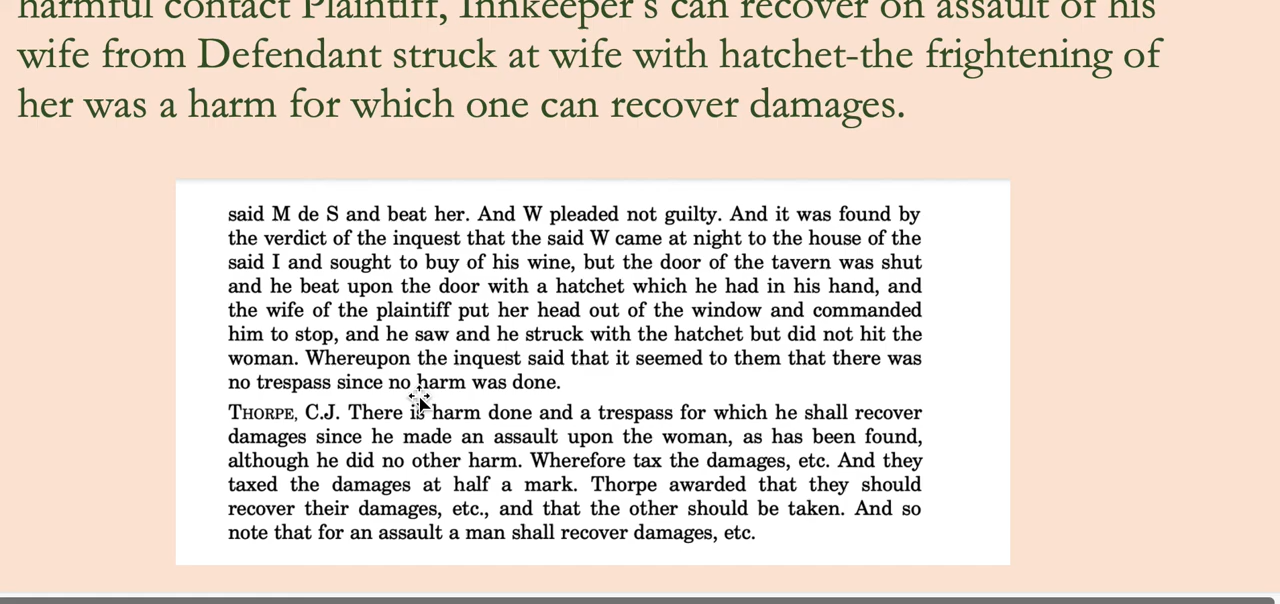 harmful contact Plaintiff, Innkeeper's can recover on assault of his
wife from Defendant struck at wife with hatchet-the frightening of
her was a harm for which one can recover damages.
said M de S and beat her. And W pleaded not guilty. And it was found by
the verdict of the inquest that the said W came at night to the house of the
said I and sought to buy of his wine, but the door of the tavern was shut
and he beat upon the door with a hatchet which he had in his hand, and
the wife of the plaintiff put her head out of the window and commanded
him to stop, and he saw and he struck with the hatchet but did not hit the
woman. Whereupon the inquest said that it seemed to them that there was
no trespass since no harm was done.
THORPE, C.J. There is harm done and a trespass for which he shall recover
damages since he made an assault upon the woman, as has been found,
although he did no other harm. Wherefore tax the damages, etc. And they
taxed the damages at half a mark. Thorpe awarded that they should
recover their damages, etc., and that the other should be taken. And so
note that for an assault a man shall recover damages, etc.